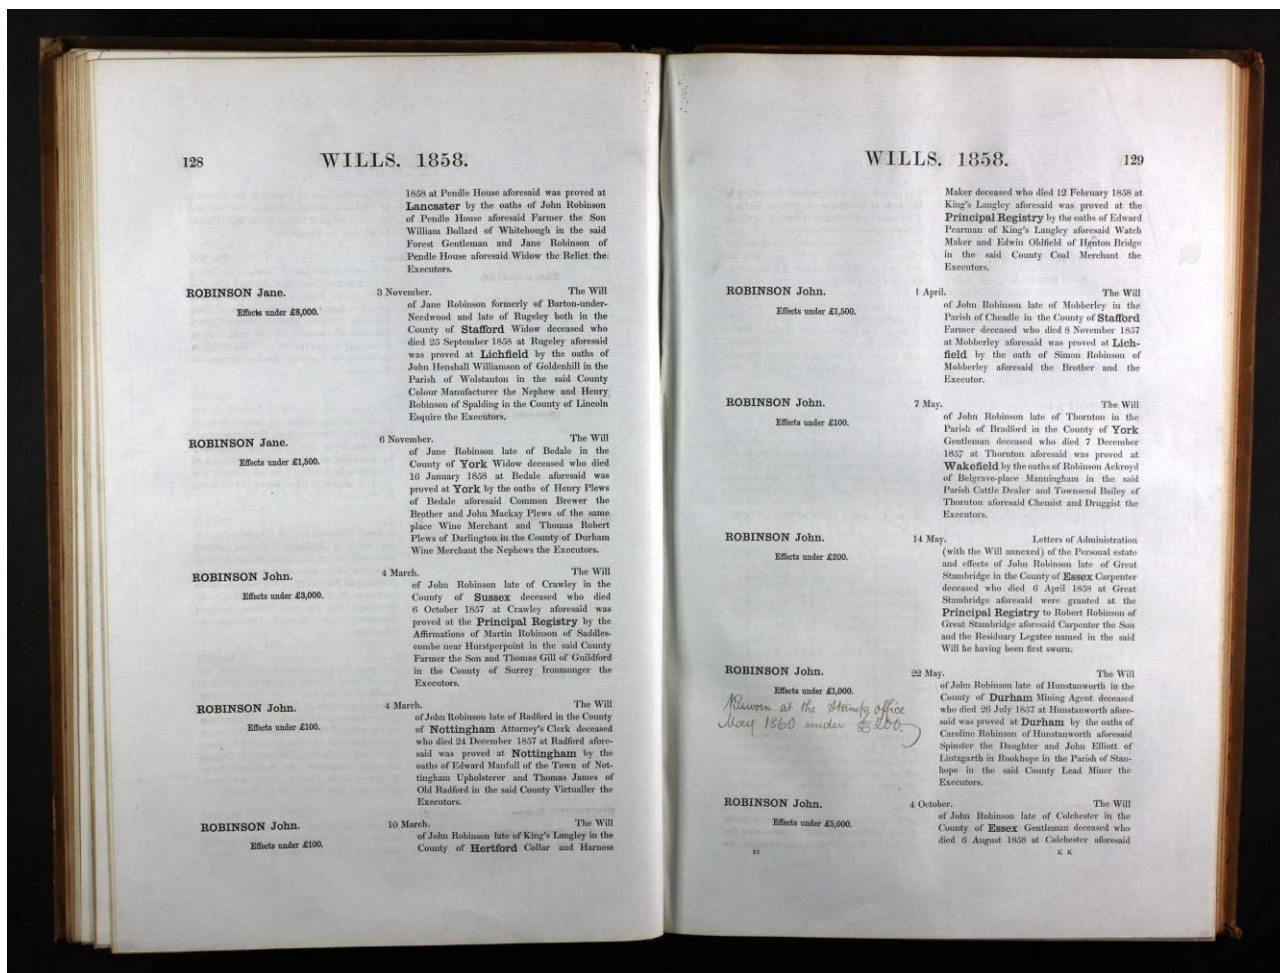 128
WILLS. 1858.
1858 at Pendle House aforesaid was proved at
Lancaster by the oaths of John Robinson
of Pendle House aforesaid Farmer the Son
William Bollard of Whitehough in the said
Forest Gentleman and Jane Robinson of
Pendle House aforesaid Widow the Relict the
Executors.
ROBINSON Jane.
Effects under £8,000.
3 November. The Will
of Jane Robinson formerly of Barton-under-
Needwood and late of Rugeley both in the
County of Stafford Widow deceased who
died 25 September 1858 at Rugeley aforesaid
was proved at Lichfield by the oaths of
John Henshall Williamson of Goldenhill in the
Parish of Wolstanton in the said County
Colour Manufacturer the Nephew and Henry
Robinson of Spalding in the County of Lincoln
Esquire the Executors.
ROBINSON Jane.
Effects under £1,500.
6 November. The Will
of Jane Robinson late of Bedale in the
County of York Widow deceased who died
16 January 1858 at Bedale aforesaid was
proved at York by the oaths of Henry Plews
of Bedale aforesaid Common Brewer the
Brother and John Mackay Plews of the same
place Wine Merchant and Thomas Robert
Plews of Darlington in the County of Durham
Wine Merchant the Nephews the Executors.
ROBINSON John.
Effects under £3,000.
4 March. The Will
of John Robinson late of Crawley in the
County of Sussex deceased who died
6 October 1857 at Crawley aforesaid was
proved at the Principal Registry by the
Affirmations of Martin Robinson of Saddles-
combe near Hurstperpoint in the said County
Farmer the Son and Thomas Gill of Guildford
in the County of Surrey Ironmonger the
Executors.
ROBINSON John.
Effects under £100.
4 March. The Will
of John Robinson late of Radford in the County
of Nottingham Attorney's Clerk deceased
who died 24 December 1857 at Radford afore-
said was proved at Nottingham by the
oaths of Edward Manfull of the Town of Not-
tingham Upholsterer and Thomas James of
Old Radford in the said County Victualler the
Executors.
ROBINSON John.
Effects under £100.
10 March. The Will
of John Robinson late of King's Langley in the
County of Hertford Collar and Harness
WILLS. 1858.
129
Maker deceased who died 12 February 1858 at
King's Langley aforesaid was proved at the
Principal Registry by the oaths of Edward
Pearman of King's Langley aforesaid Watch
Maker and Edwin Oldfield of Hunton Bridge
in the said County Coal Merchant the
Executors.
ROBINSON John.
Effects under £1,500.
1 April. The Will
of John Robinson late of Mobberley in the
Parish of Cheadle in the County of Stafford
Farmer deceased who died 8 November 1857
at Mobberley aforesaid was proved at Lich-
field by the oath of Simon Robinson of
Mobberley aforesaid the Brother and the
Executor.
ROBINSON John.
Effects under £100.
7 May. The Will
of John Robinson late of Thornton in the
Parish of Bradford in the County of York
Gentleman deceased who died 7 December
1857 at Thornton aforesaid was proved at
Wakefield by the oaths of Robinson Ackroyd
of Belgrave-place Manningham in the said
Parish Cattle Dealer and Townsend Bailey of
Thornton aforesaid Chemist and Druggist the
Executors.
ROBINSON John.
Effects under £200.
14 May. Letters of Administration
(with the Will annexed) of the Personal estate
and effects of John Robinson late of Great
Stambridge in the County of Essex Carpenter
deceased who died 6 April 1858 at Great
Stambridge aforesaid were granted at the
Principal Registry to Robert Robinson of
Great Stambridge aforesaid Carpenter the Son
and the Residuary Legatee named in the said
Will he having been first sworn.
ROBINSON John.
Effects under £1,000.
Resworn at the Stamp office
May 1860 under £200.
22 May. The Will
of John Robinson late of Hunstanworth in the
County of Durham Mining Agent deceased
who died 26 July 1857 at Hunstanworth afore-
said was proved at Durham by the oaths of
Caroline Robinson of Hunstanworth aforesaid
Spinster the Daughter and John Elliott of
Lintzgarth in Rookhope in the Parish of Stan-
hope in the said County Lead Miner the
Executors.
ROBINSON John.
Effects under £5,000.
4 October. The Will
of John Robinson late of Colchester in the
County of Essex Gentleman deceased who
died 6 August 1858 at Colchester aforesaid
K K